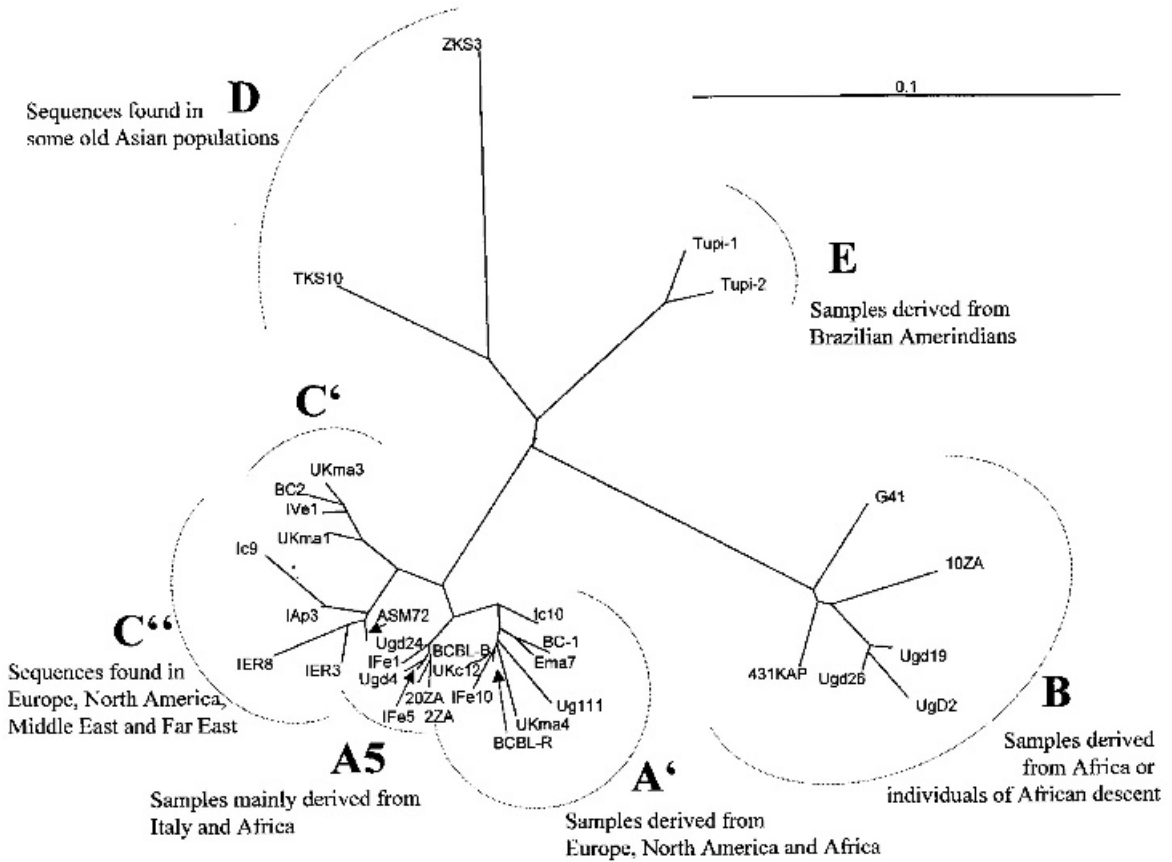 ZKS3
0.1
D
Sequences found in
some old Asian populations
Tupi-1
Tupi-2
E
Samples derived from
Brazilian Amerindians
TKS10
C‘
UKma3
BC2
IVe1
UKma1
Ic9
IAp3
ASM72
C‘‘
IER8
IER3
Sequences found in
Europe, North America,
Middle East and Far East
Ugd24
IFe1
Ugd4
20ZA
IFe5
2ZA
A5
Samples mainly derived from
Italy and Africa
BCBL-B
UKc12
IFe10
Ic10
BC-1
Ema7
Ug111
UKma4
BCBL-R
A‘
Samples derived from
Europe, North America and Africa
G41
10ZA
431KAP
Ugd26
Ugd19
UgD2
B
Samples derived
from Africa or
individuals of African descent